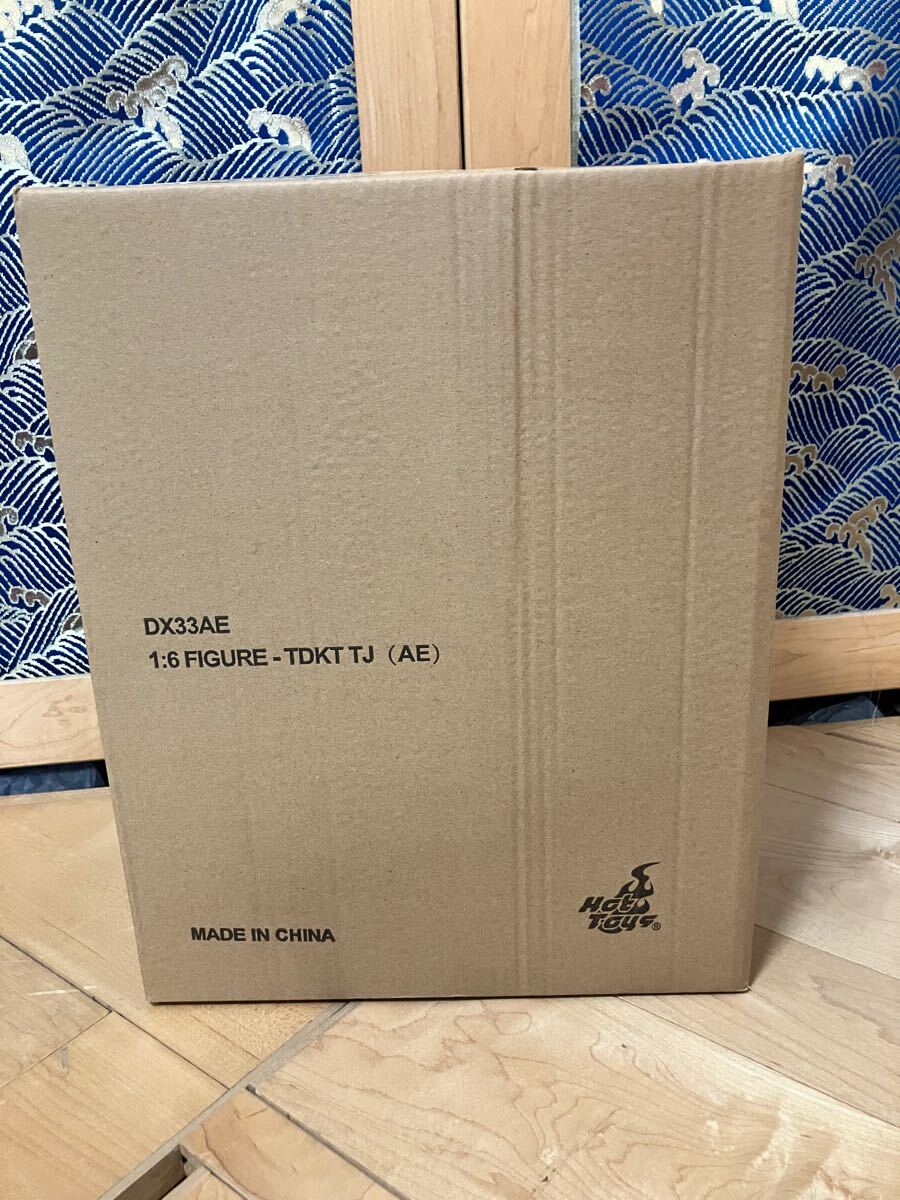 DX33AE
1:6 FIGURE - TDKT TJ（AE）
MADE IN CHINA
Hot
Toys®